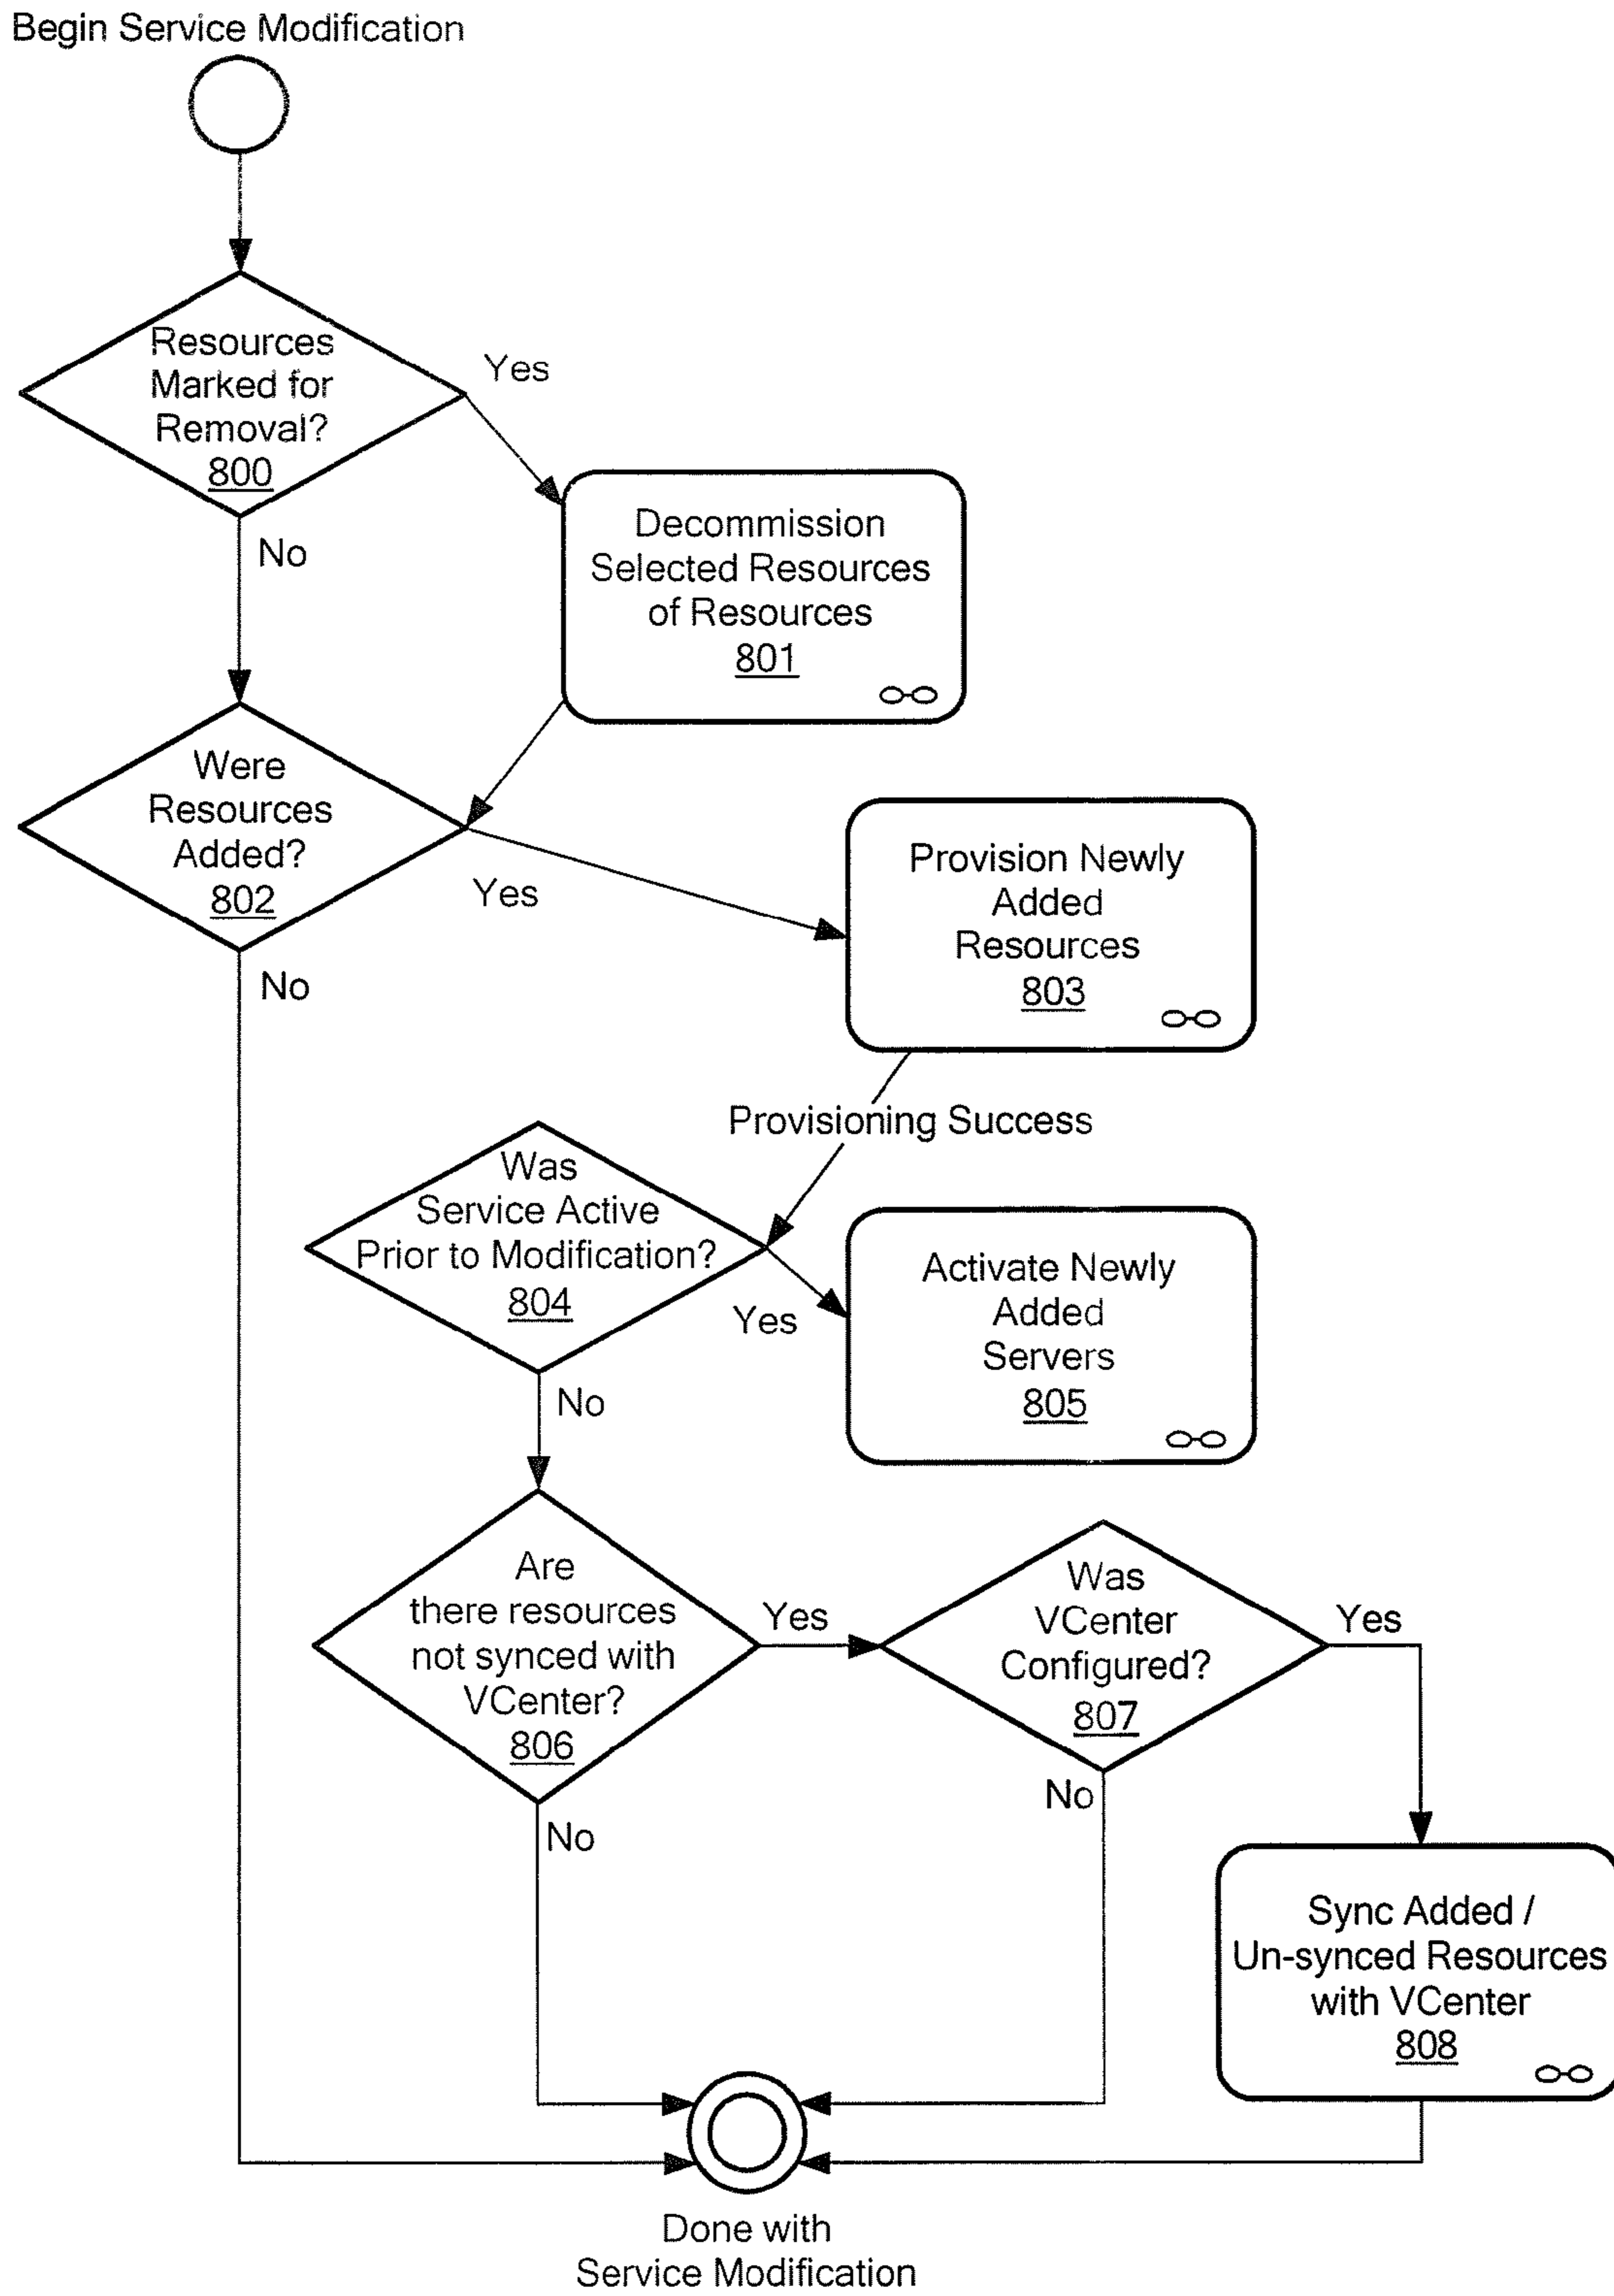 Begin Service Modification
Resources
Marked for
Removal?
800
Yes
No
Decommission
Selected Resources
of Resources
801
Were
Resources
Added?
802
Yes
No
Provision Newly
Added
Resources
803
Provisioning Success
Was
Service Active
Prior to Modification?
804
Yes
No
Activate Newly
Added
Servers
805
Are
there resources
not synced with
VCenter?
806
Yes
No
Was
VCenter
Configured?
807
Yes
No
Sync Added /
Un-synced Resources
with VCenter
808
Done with
Service Modification